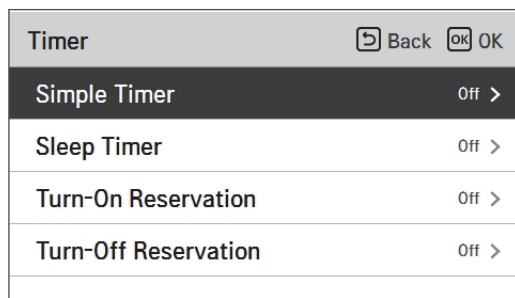 Timer Back OK OK
Simple Timer Off >
Sleep Timer Off >
Turn-On Reservation Off >
Turn-Off Reservation Off >